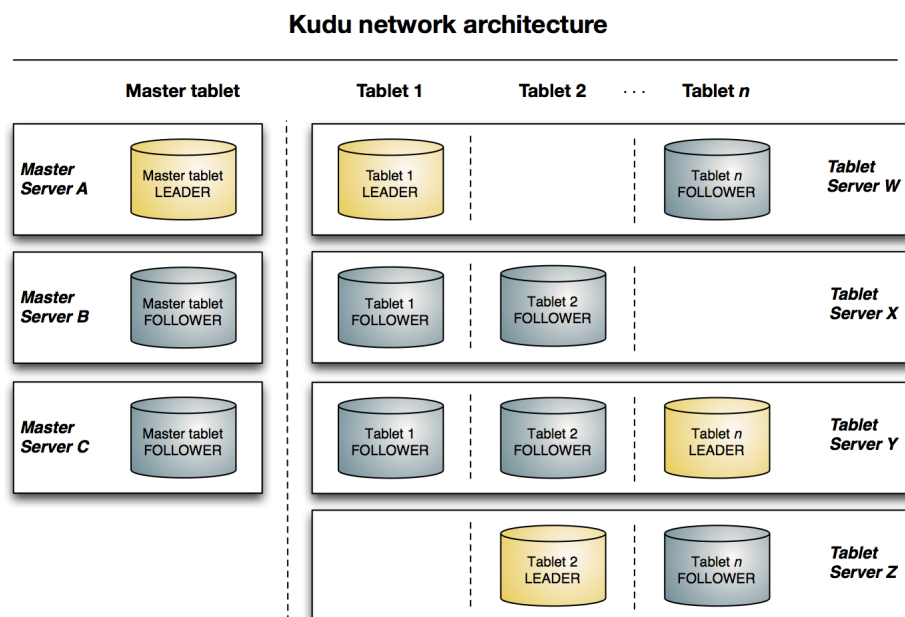 Kudu network architecture
Master tablet
Tablet 1
Tablet 2
. . .
Tablet n
Master
Server A
Master tablet
LEADER
Tablet 1
LEADER
Tablet n
FOLLOWER
Tablet
Server W
Master
Server B
Master tablet
FOLLOWER
Tablet 1
FOLLOWER
Tablet 2
FOLLOWER
Tablet
Server X
Master
Server C
Master tablet
FOLLOWER
Tablet 1
FOLLOWER
Tablet 2
FOLLOWER
Tablet n
LEADER
Tablet
Server Y
Tablet 2
LEADER
Tablet n
FOLLOWER
Tablet
Server Z